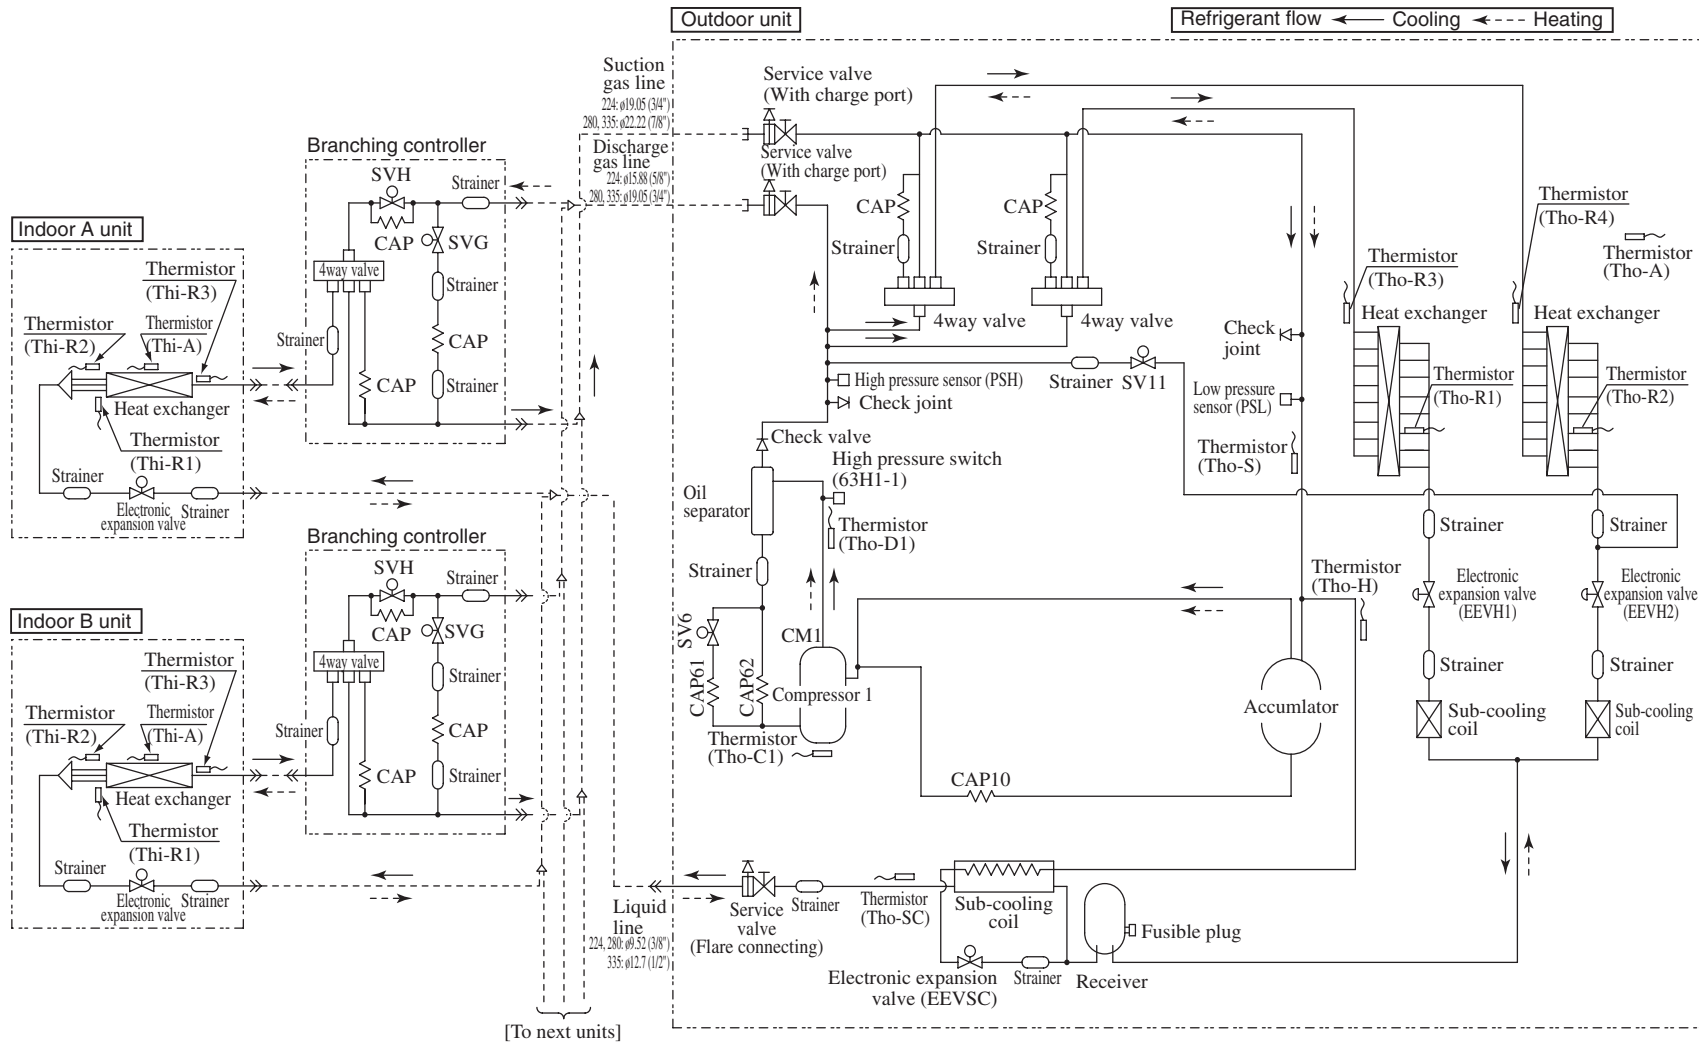 Outdoor unit
Refrigerant flow Cooling Heating
Suction
gas line
224: ø19.05 (3/4")
280, 335: ø22.22 (7/8")
Discharge
gas line
224: ø15.88 (5/8")
280, 335: ø19.05 (3/4")
Service valve
(With charge port)
Service valve
(With charge port)
Branching controller
SVH
Strainer
CAP
SVG
4way valve
Strainer
Strainer
CAP
CAP
Strainer
Indoor A unit
Thermistor
(Thi-R3)
Thermistor
(Thi-R2)
Thermistor
(Thi-A)
Heat exchanger
Thermistor
(Thi-R1)
Strainer
Electronic
expansion valve
Strainer
Branching controller
SVH
Strainer
CAP
SVG
4way valve
Strainer
Strainer
CAP
CAP
Strainer
Indoor B unit
Thermistor
(Thi-R3)
Thermistor
(Thi-R2)
Thermistor
(Thi-A)
Heat exchanger
Thermistor
(Thi-R1)
Strainer
Electronic
expansion valve
Strainer
[To next units]
Liquid
line
224, 280: ø9.52 (3/8")
335: ø12.7 (1/2")
CAP
Strainer
4way valve
CAP
Strainer
4way valve
Strainer
SV11
High pressure sensor (PSH)
Check joint
Check valve
High pressure switch
(63H1-1)
Oil
separator
Thermistor
(Tho-D1)
Strainer
SV6
CAP61
CAP62
CM1
Compressor 1
Thermistor
(Tho-C1)
CAP10
Accumlator
Check
joint
Low pressure
sensor (PSL)
Thermistor
(Tho-S)
Thermistor
(Tho-H)
Thermistor
(Tho-R4)
Thermistor
(Tho-A)
Thermistor
(Tho-R3)
Heat exchanger
Heat exchanger
Thermistor
(Tho-R1)
Thermistor
(Tho-R2)
Strainer
Strainer
Electronic
expansion valve
(EEVH1)
Electronic
expansion valve
(EEVH2)
Strainer
Strainer
Sub-cooling
coil
Sub-cooling
coil
Service
valve
(Flare connecting)
Strainer
Thermistor
(Tho-SC)
Sub-cooling
coil
Fusible plug
Electronic expansion
valve (EEVSC)
Strainer
Receiver